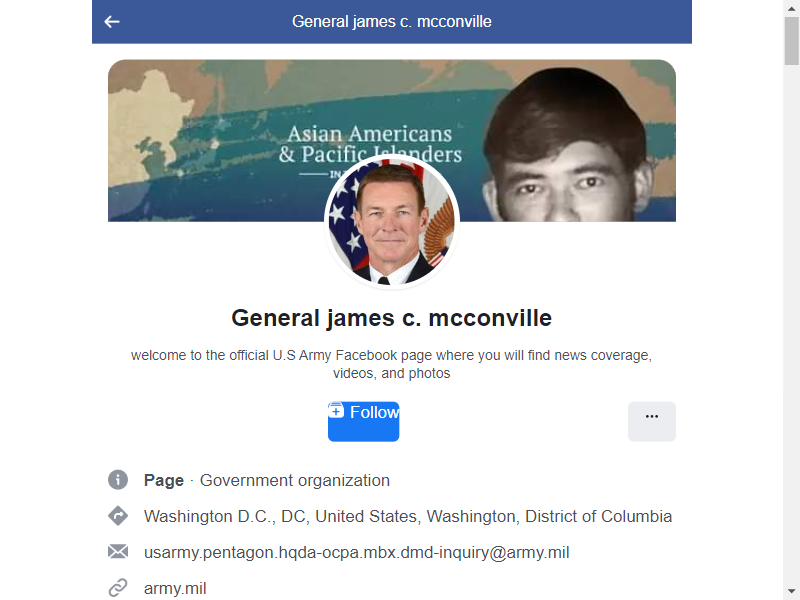 General james c. mcconville
Asian Americans
& Pacific Islanders
General james c. mcconville
welcome to the official U.S Army Facebook page where you will find news coverage,
videos, and photos
Follow
Page · Government organization
Washington D.C., DC, United States, Washington, District of Columbia
usarmy.pentagon.hqda-ocpa.mbx.dmd-inquiry@army.mil
army.mil